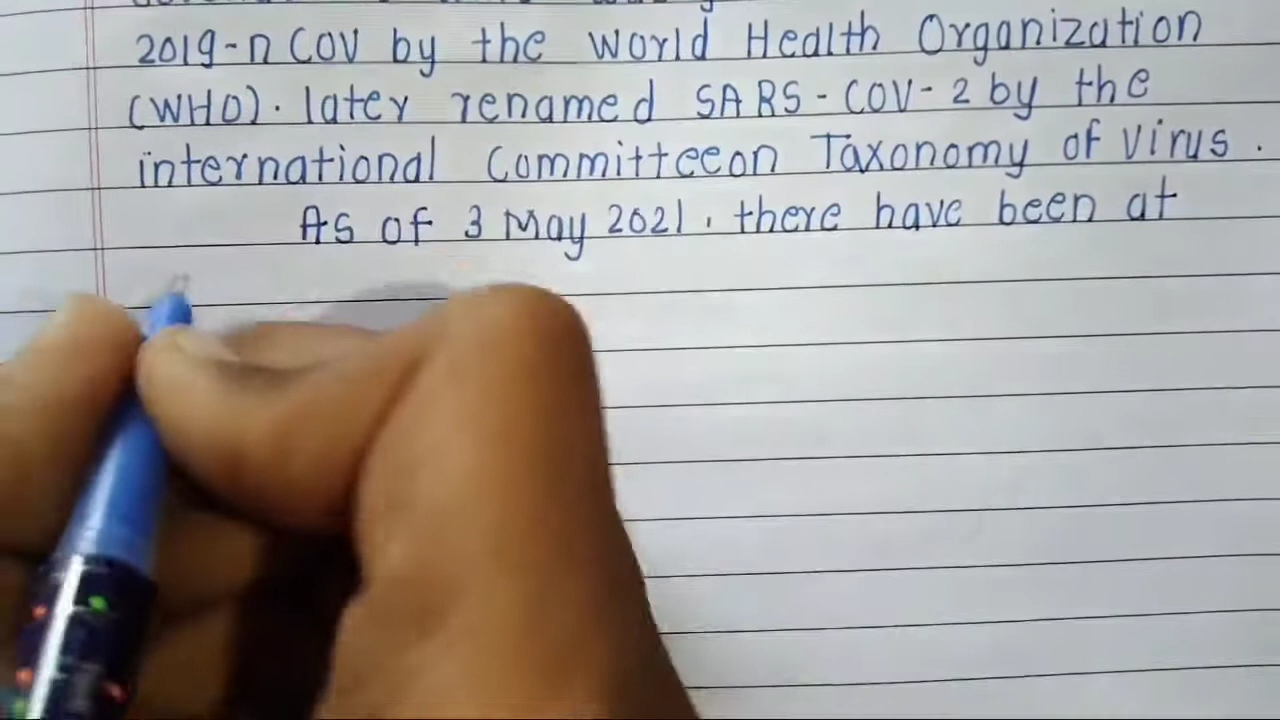 2019-n COV by the World Health Organization
(WHO). later renamed SARS-COV-2 by the
international Committeeon Taxonomy of Virus.
As of 3 May 2021, there have been at